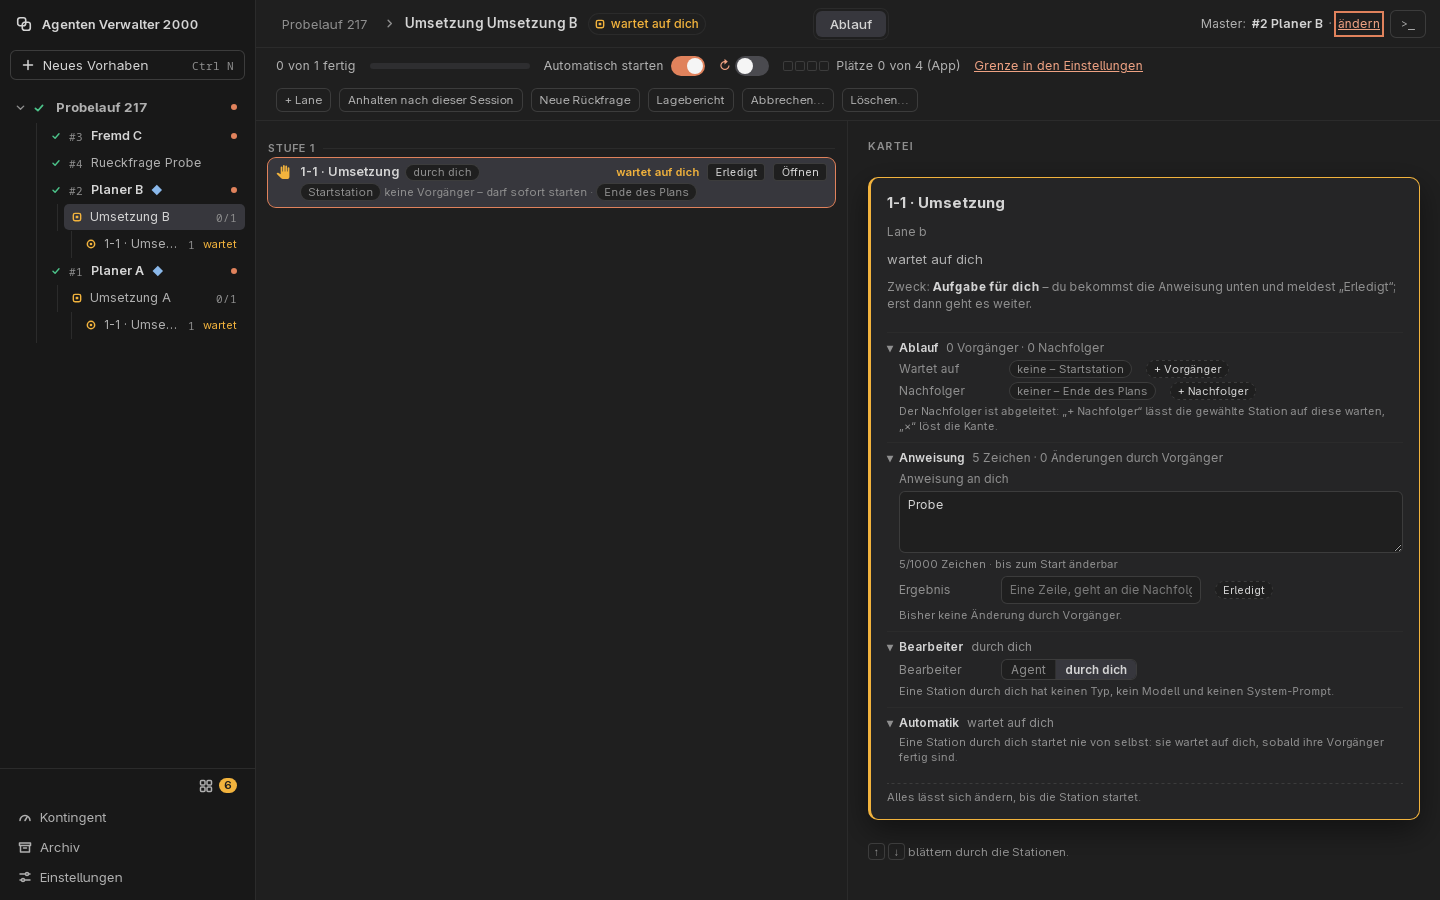 Agenten Verwalter 2000
Neues Vorhaben Ctrl N
Probelauf 217
#3 Fremd C
#4 Rueckfrage Probe
#2 Planer B
Umsetzung B 0/1
1-1 · Umse… 1 wartet
#1 Planer A
Umsetzung A 0/1
1-1 · Umse… 1 wartet
6
Kontingent
Archiv
Einstellungen
Probelauf 217 Umsetzung Umsetzung B wartet auf dich
Ablauf
Master: #2 Planer B · ändern >_
0 von 1 fertig Automatisch starten Plätze 0 von 4 (App) Grenze in den Einstellungen
+ Lane Anhalten nach dieser Session Neue Rückfrage Lagebericht Abbrechen… Löschen…
STUFE 1
1-1 · Umsetzung durch dich wartet auf dich Erledigt Öffnen
Startstation keine Vorgänger – darf sofort starten · Ende des Plans
KARTEI
1-1 · Umsetzung
Lane b
wartet auf dich
Zweck: Aufgabe für dich – du bekommst die Anweisung unten und meldest „Erledigt“;
erst dann geht es weiter.
▾ Ablauf 0 Vorgänger · 0 Nachfolger
Wartet auf keine – Startstation + Vorgänger
Nachfolger keiner – Ende des Plans + Nachfolger
Der Nachfolger ist abgeleitet: „+ Nachfolger“ lässt die gewählte Station auf diese warten,
„×“ löst die Kante.
▾ Anweisung 5 Zeichen · 0 Änderungen durch Vorgänger
Anweisung an dich
Probe
5/1000 Zeichen · bis zum Start änderbar
Ergebnis Eine Zeile, geht an die Nachfolg Erledigt
Bisher keine Änderung durch Vorgänger.
▾ Bearbeiter durch dich
Bearbeiter Agent durch dich
Eine Station durch dich hat keinen Typ, kein Modell und keinen System-Prompt.
▾ Automatik wartet auf dich
Eine Station durch dich startet nie von selbst: sie wartet auf dich, sobald ihre Vorgänger
fertig sind.
Alles lässt sich ändern, bis die Station startet.
↑ ↓ blättern durch die Stationen.